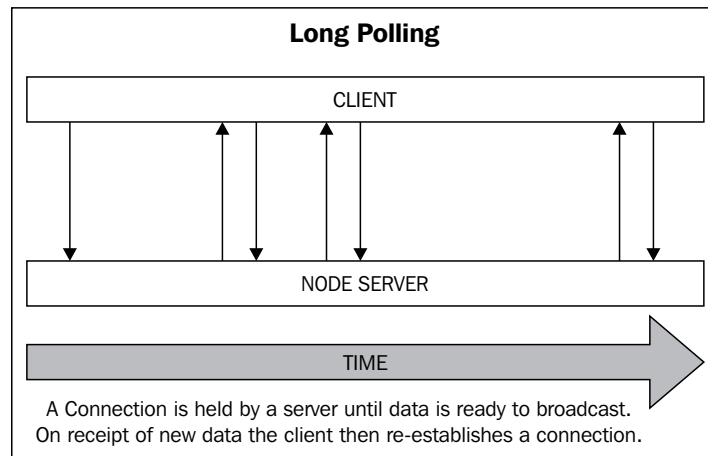 Long Polling
CLIENT
NODE SERVER
TIME
A Connection is held by a server until data is ready to broadcast.
On receipt of new data the client then re-establishes a connection.